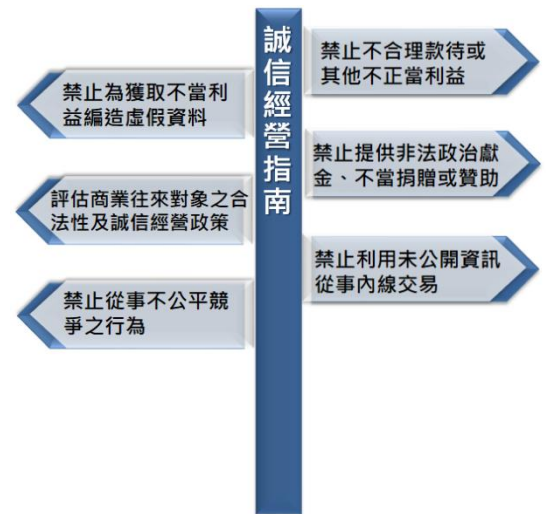 誠信經營指南
禁止不合理款待或
其他不正當利益
禁止為獲取不當利
益編造虛假資料
禁止提供非法政治獻
金、不當捐贈或贊助
評估商業往來對象之合
法性及誠信經營政策
禁止利用未公開資訊
從事內線交易
禁止從事不公平競
爭之行為